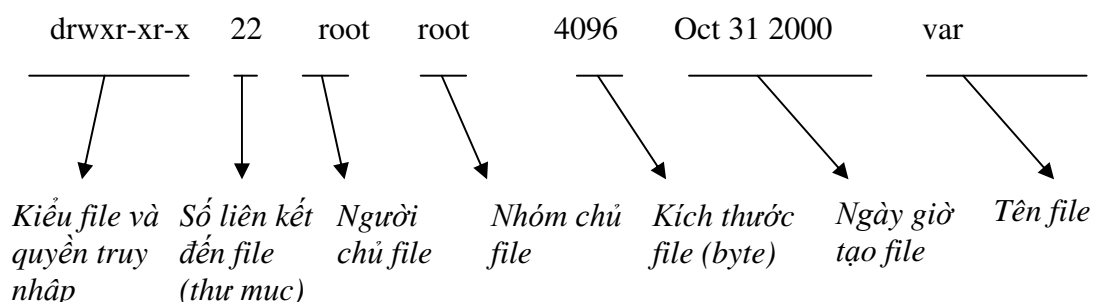 drwxr-xr-x 22 root root 4096 Oct 31 2000 var
Kiểu file và quyền truy nhập
Số liên kết đến file (thư mục)
Người chủ file
Nhóm chủ file
Kích thước file (byte)
Ngày giờ tạo file
Tên file